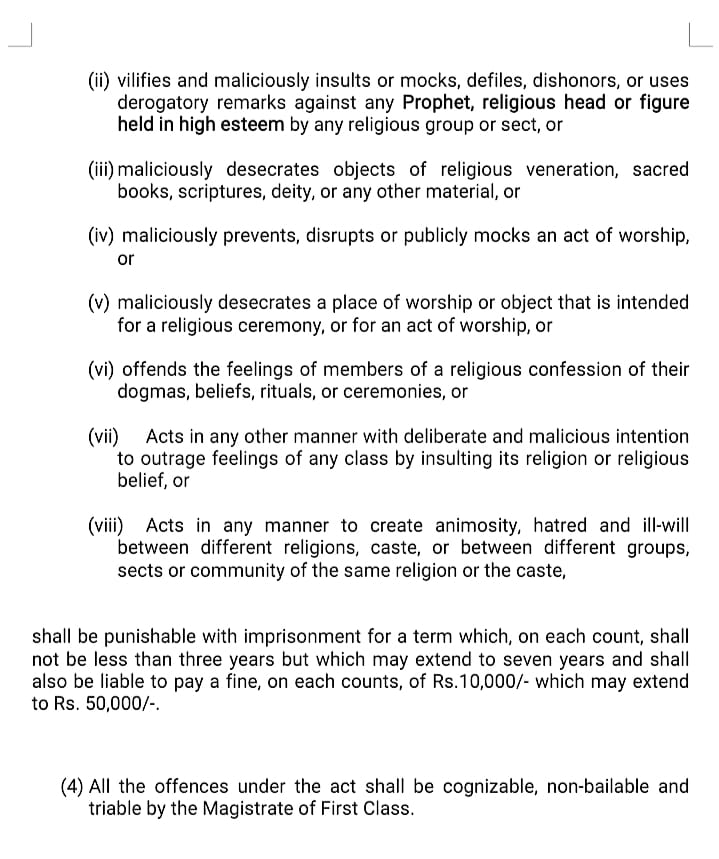 (ii) vilifies and maliciously insults or mocks, defiles, dishonors, or uses
derogatory remarks against any Prophet, religious head or figure
held in high esteem by any religious group or sect, or
(iii) maliciously desecrates objects of religious veneration, sacred
books, scriptures, deity, or any other material, or
(iv) maliciously prevents, disrupts or publicly mocks an act of worship,
or
(v) maliciously desecrates a place of worship or object that is intended
for a religious ceremony, or for an act of worship, or
(vi) offends the feelings of members of a religious confession of their
dogmas, beliefs, rituals, or ceremonies, or
(vii) Acts in any other manner with deliberate and malicious intention
to outrage feelings of any class by insulting its religion or religious
belief, or
(viii) Acts in any manner to create animosity, hatred and ill-will
between different religions, caste, or between different groups,
sects or community of the same religion or the caste,
shall be punishable with imprisonment for a term which, on each count, shall
not be less than three years but which may extend to seven years and shall
also be liable to pay a fine, on each counts, of Rs.10,000/- which may extend
to Rs. 50,000/-.
(4) All the offences under the act shall be cognizable, non-bailable and
triable by the Magistrate of First Class.